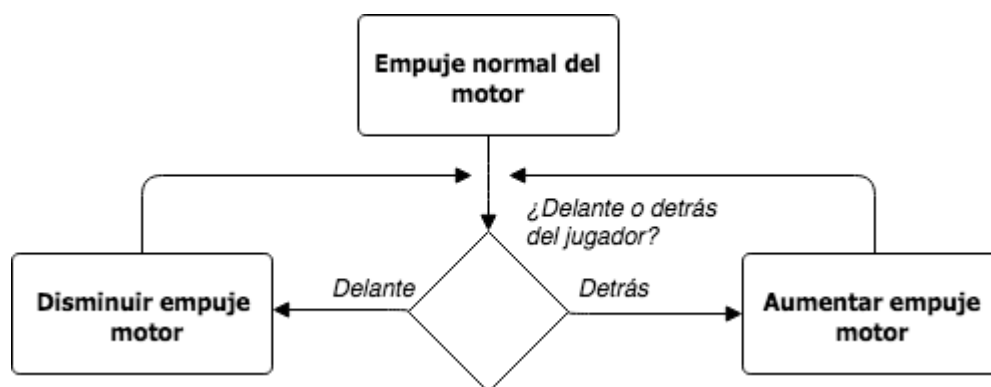 Empuje normal del
motor
¿Delante o detrás
del jugador?
Delante
Detrás
Disminuir empuje
motor
Aumentar empuje
motor